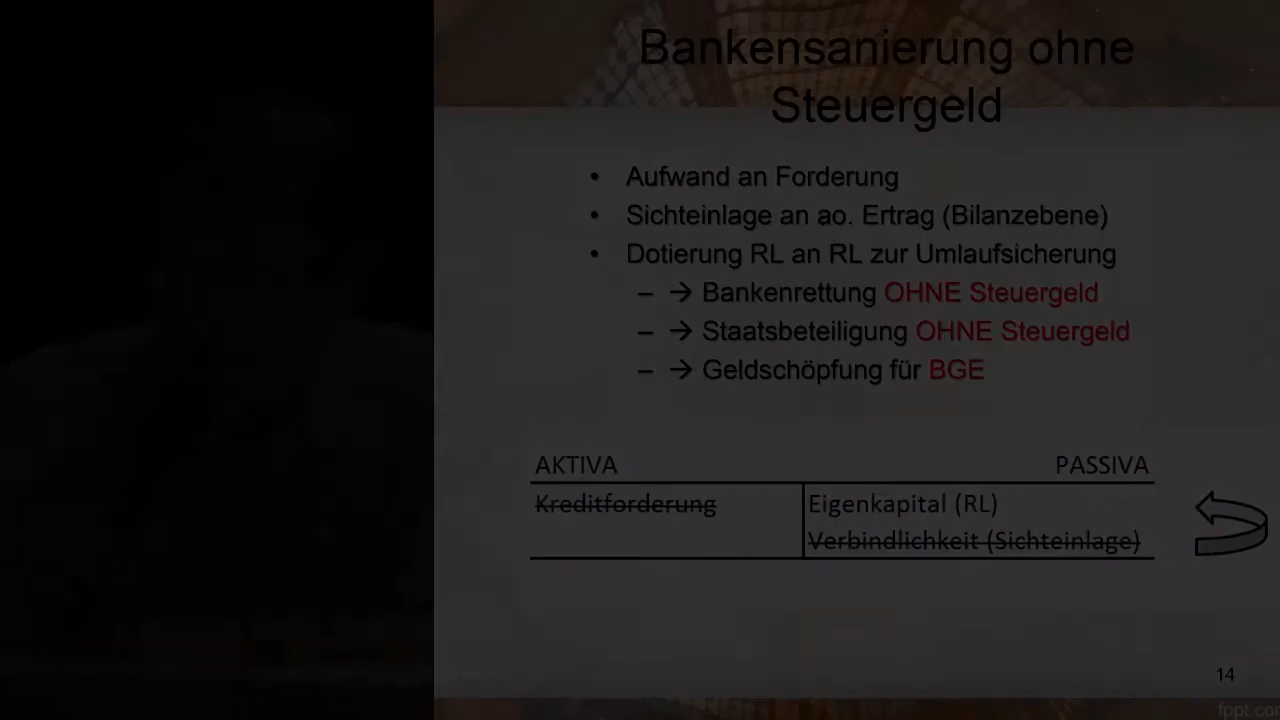 Bankensanierung ohne
Steuergeld
• Aufwand an Forderung
• Sichteinlage an ao. Ertrag (Bilanzebene)
• Dotierung RL an RL zur Umlaufsicherung
– → Bankenrettung OHNE Steuergeld
– → Staatsbeteiligung OHNE Steuergeld
– → Geldschöpfung für BGE
AKTIVA PASSIVA
Kreditforderung Eigenkapital (RL)
Verbindlichkeit (Sichteinlage)
14
fppt.com